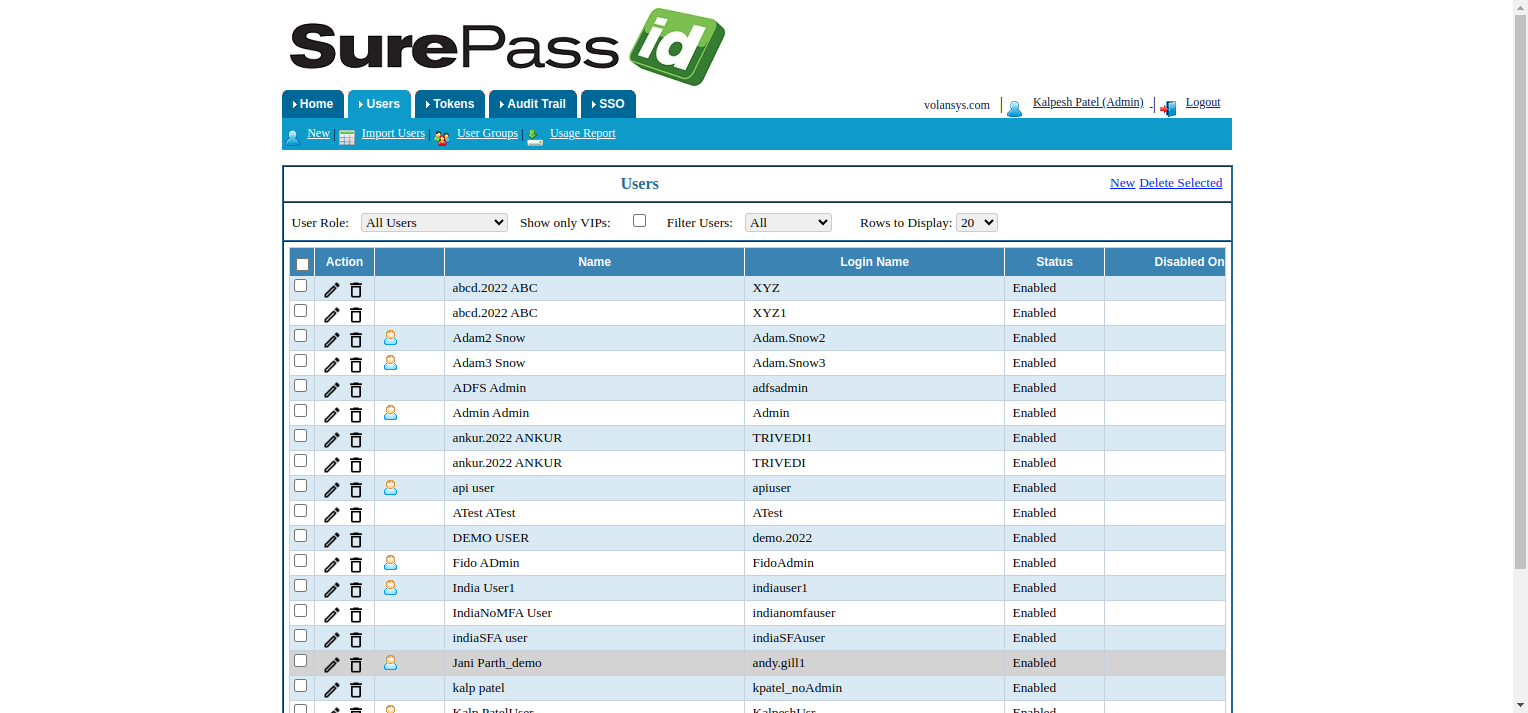 SurePass id
Home Users Tokens Audit Trail SSO
volansys.com | Kalpesh Patel (Admin) - | Logout
New | Import Users | User Groups | Usage Report
Users New Delete Selected
User Role: All Users Show only VIPs: Filter Users: All Rows to Display: 20
Action Name Login Name Status Disabled On
abcd.2022 ABC XYZ Enabled
abcd.2022 ABC XYZ1 Enabled
Adam2 Snow Adam.Snow2 Enabled
Adam3 Snow Adam.Snow3 Enabled
ADFS Admin adfsadmin Enabled
Admin Admin Admin Enabled
ankur.2022 ANKUR TRIVEDI1 Enabled
ankur.2022 ANKUR TRIVEDI Enabled
api user apiuser Enabled
ATest ATest ATest Enabled
DEMO USER demo.2022 Enabled
Fido ADmin FidoAdmin Enabled
India User1 indiauser1 Enabled
IndiaNoMFA User indianomfauser Enabled
indiaSFA user indiaSFAuser Enabled
Jani Parth_demo andy.gill1 Enabled
kalp patel kpatel_noAdmin Enabled
Kalp PatelUser KalpeshUsr Enabled